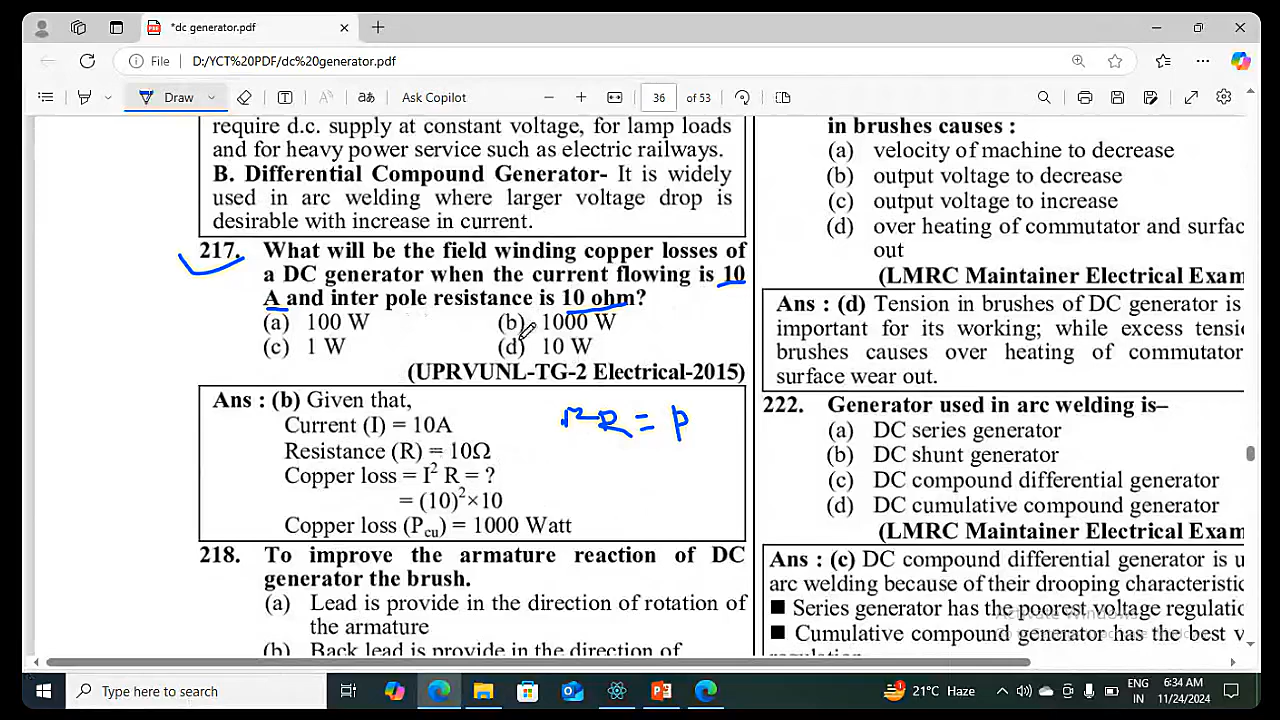 *dc generator.pdf
File D:/YCT%20PDF/dc%20generator.pdf
Draw Ask Copilot 36 of 53
require d.c. supply at constant voltage, for lamp loads
and for heavy power service such as electric railways.
B. Differential Compound Generator- It is widely
used in arc welding where larger voltage drop is
desirable with increase in current.
217. What will be the field winding copper losses of
a DC generator when the current flowing is 10
A and inter pole resistance is 10 ohm?
(a) 100 W (b) 1000 W
(c) 1 W (d) 10 W
(UPRVUNL-TG-2 Electrical-2015)
Ans : (b) Given that,
Current (I) = 10A
Resistance (R) = 10Ω
Copper loss = I² R = ?
= (10)²×10
Copper loss (Pcu) = 1000 Watt
I²R = P
218. To improve the armature reaction of DC
generator the brush.
(a) Lead is provide in the direction of rotation of
the armature
(b) Back lead is provide in the direction of
in brushes causes :
(a) velocity of machine to decrease
(b) output voltage to decrease
(c) output voltage to increase
(d) over heating of commutator and surfac
out
(LMRC Maintainer Electrical Exam
Ans : (d) Tension in brushes of DC generator is
important for its working; while excess tensi
brushes causes over heating of commutator
surface wear out.
222. Generator used in arc welding is–
(a) DC series generator
(b) DC shunt generator
(c) DC compound differential generator
(d) DC cumulative compound generator
(LMRC Maintainer Electrical Exam
Ans : (c) DC compound differential generator is u
arc welding because of their drooping characteristic
■ Series generator has the poorest voltage regulatio
■ Cumulative compound generator has the best v
Activate Windows
Type here to search
21°C Haze
ENG
IN
6:34 AM
11/24/2024